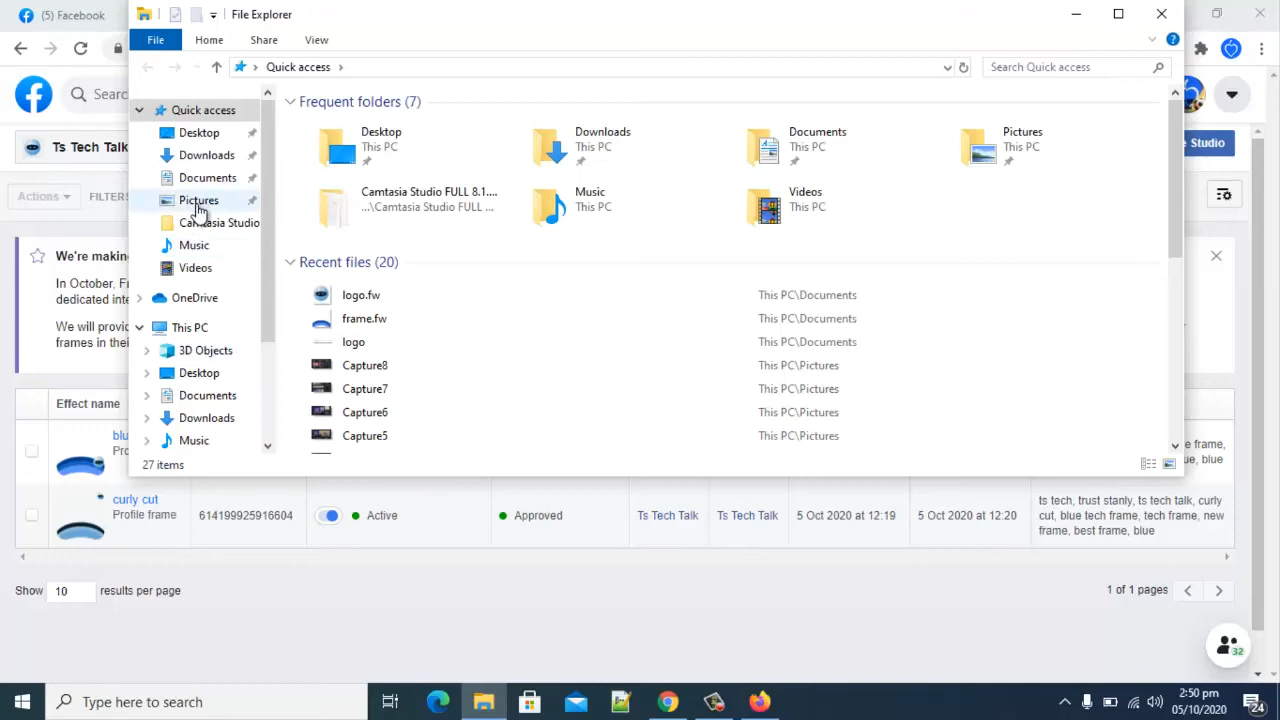 (5) Facebook
File Explorer
File
Home
Share
View
Quick access
Search Quick access
Searc
Ts Tech Talk
e Studio
Actions
FILTERS
Quick access
Desktop
Downloads
Documents
Pictures
Camtasia Studio
Music
Videos
OneDrive
This PC
3D Objects
Desktop
Documents
Downloads
Music
Frequent folders (7)
Desktop
This PC
Downloads
This PC
Documents
This PC
Pictures
This PC
Camtasia Studio FULL 8.1....
...\Camtasia Studio FULL ...
Music
This PC
Videos
This PC
Recent files (20)
logo.fw
This PC\Documents
frame.fw
This PC\Documents
logo
This PC\Documents
Capture8
This PC\Pictures
Capture7
This PC\Pictures
Capture6
This PC\Pictures
Capture5
This PC\Pictures
27 items
We're making
In October, F
dedicated inte
We will provid
frames in their
Effect name
blu
Pro
e frame,
e, blue
curly cut
Profile frame
614199925916604
Active
Approved
Ts Tech Talk
Ts Tech Talk
5 Oct 2020 at 12:19
5 Oct 2020 at 12:20
ts tech, trust stanly, ts tech talk, curly
cut, blue tech frame, tech frame, new
frame, best frame, blue
Show 10 results per page
1 of 1 pages
32
Type here to search
2:50 pm
05/10/2020
24